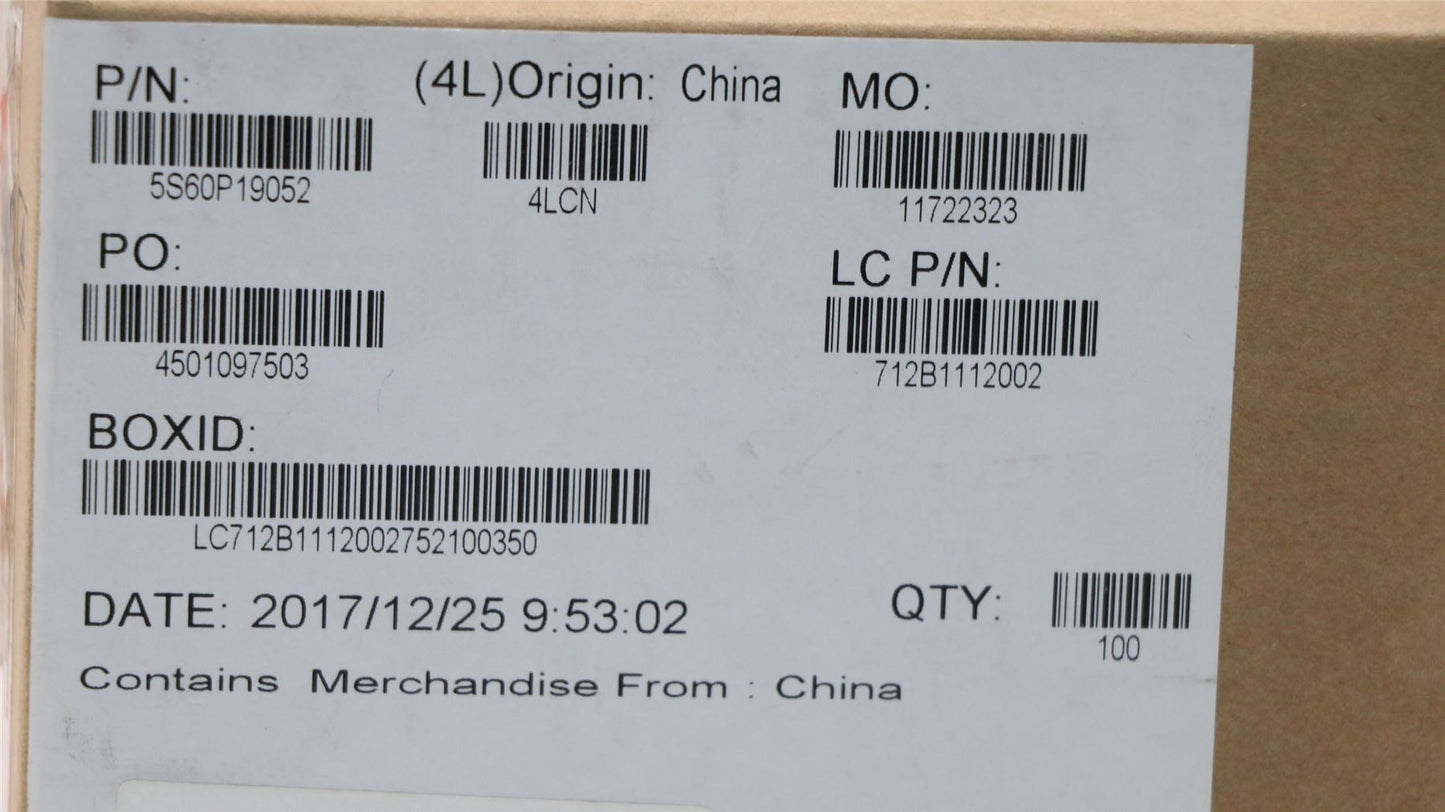 P/N: (4L)Origin: China MO:
5S60P19052 4LCN 11722323
PO: LC P/N:
4501097503 712B1112002
BOXID:
LC712B1112002752100350
DATE: 2017/12/25 9:53:02 QTY:
100
Contains Merchandise From : China